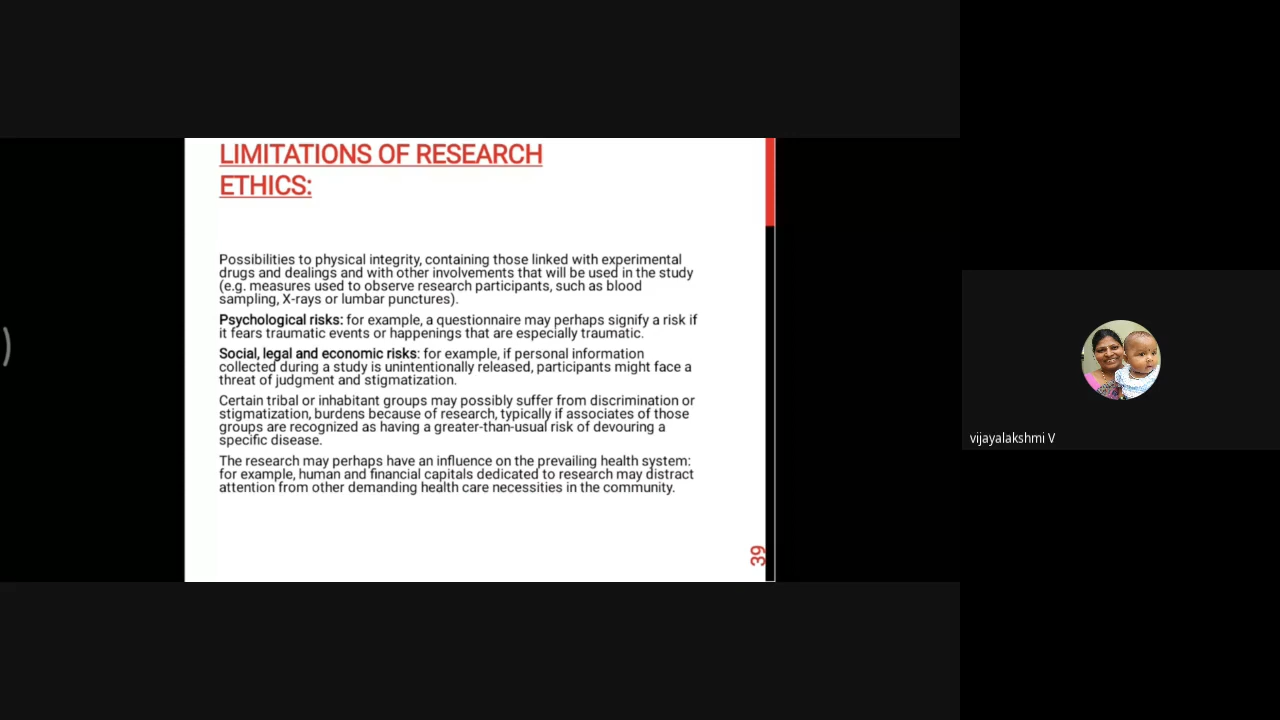 LIMITATIONS OF RESEARCH
ETHICS:
Possibilities to physical integrity, containing those linked with experimental
drugs and dealings and with other involvements that will be used in the study
(e.g. measures used to observe research participants, such as blood
sampling, X-rays or lumbar punctures).
Psychological risks: for example, a questionnaire may perhaps signify a risk if
it fears traumatic events or happenings that are especially traumatic.
Social, legal and economic risks: for example, if personal information
collected during a study is unintentionally released, participants might face a
threat of judgment and stigmatization.
Certain tribal or inhabitant groups may possibly suffer from discrimination or
stigmatization, burdens because of research, typically if associates of those
groups are recognized as having a greater-than-usual risk of devouring a
specific disease.
The research may perhaps have an influence on the prevailing health system:
for example, human and financial capitals dedicated to research may distract
attention from other demanding health care necessities in the community.
39
vijayalakshmi V